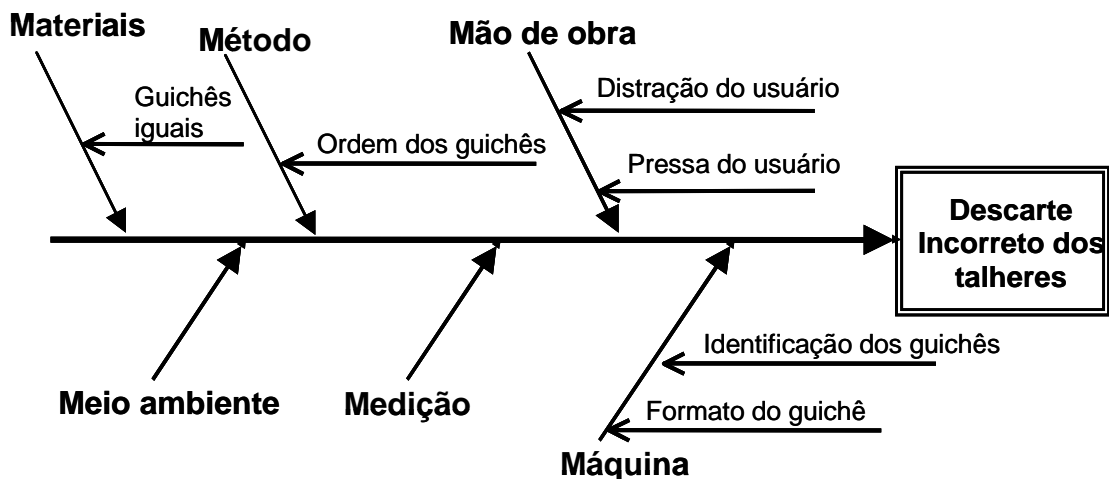 Materiais
Método
Mão de obra
Guichês
iguais
Ordem dos guichês
Distração do usuário
Pressa do usuário
Descarte
Incorreto dos
talheres
Meio ambiente
Medição
Máquina
Identificação dos guichês
Formato do guichê